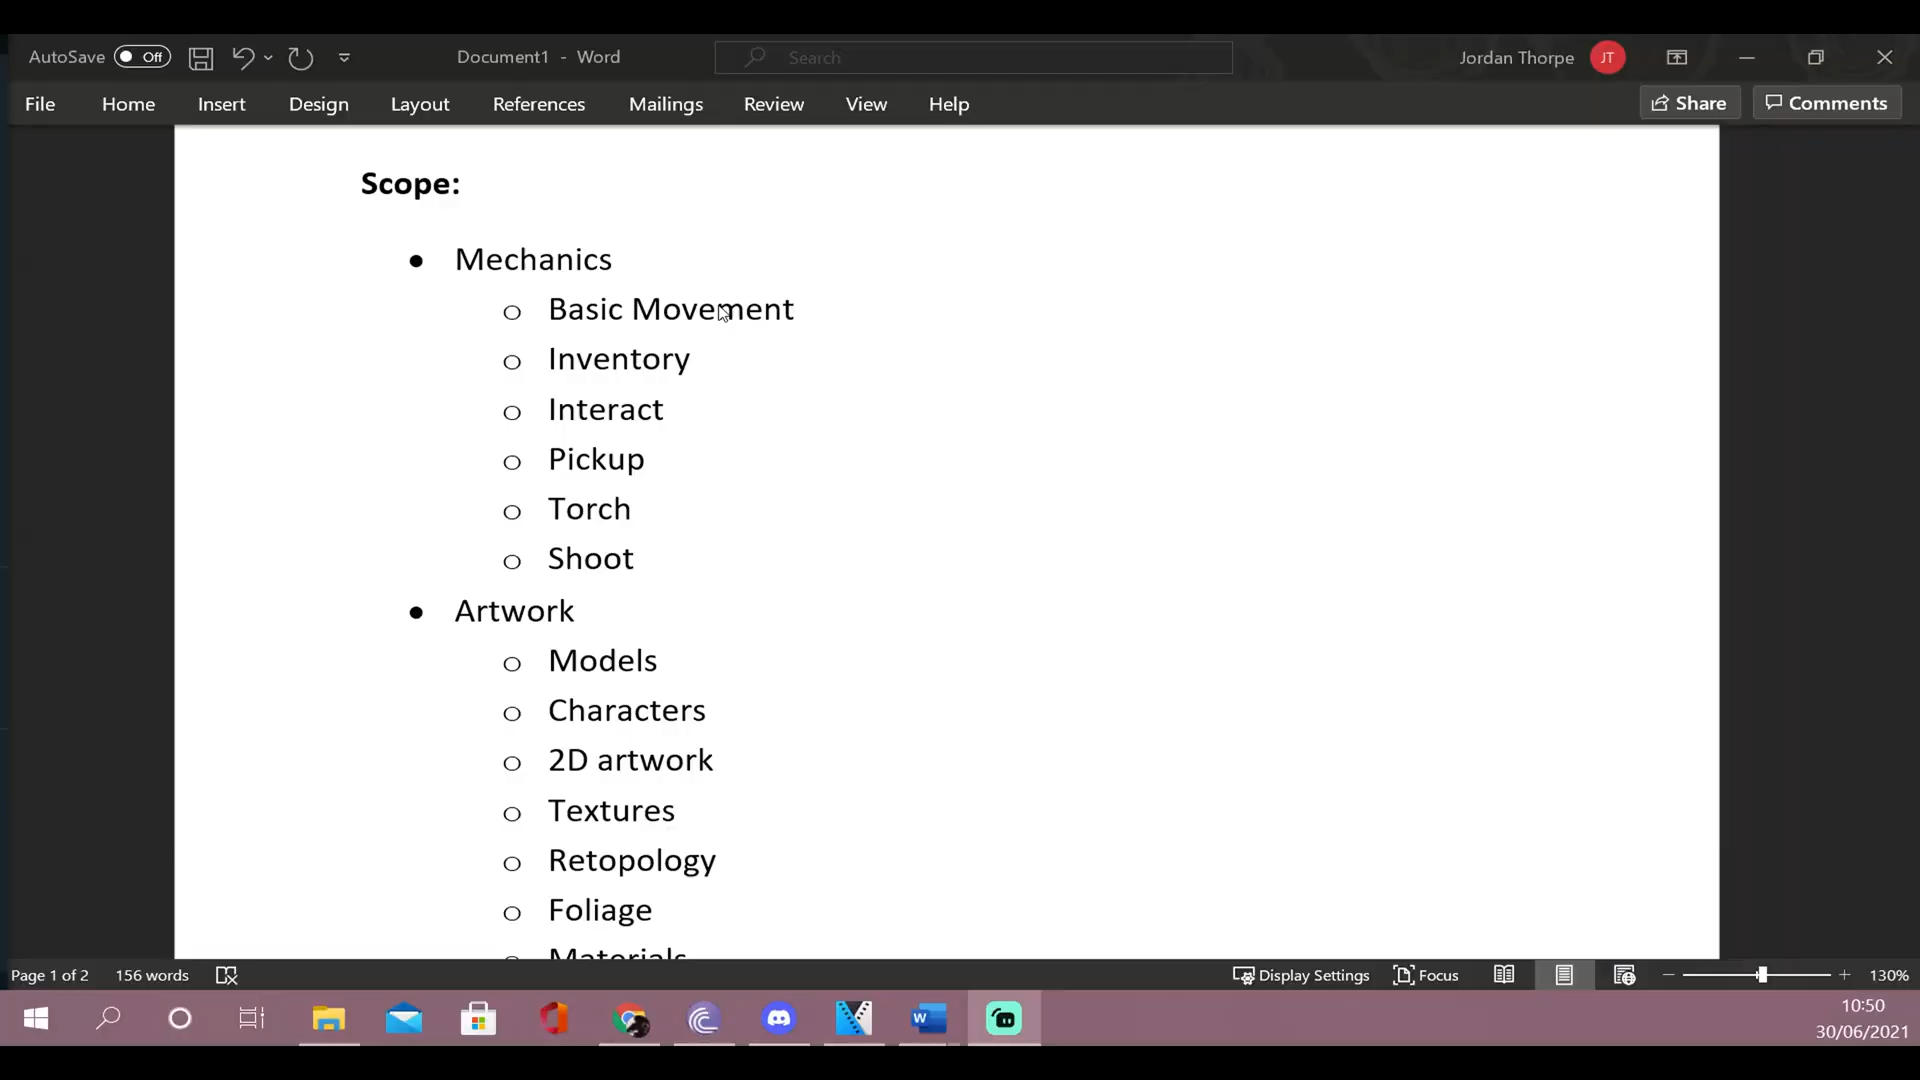 AutoSave Off Document1 - Word Search Jordan Thorpe JT
File Home Insert Design Layout References Mailings Review View Help Share Comments
Scope:
Mechanics
Basic Movement
Inventory
Interact
Pickup
Torch
Shoot
Artwork
Models
Characters
2D artwork
Textures
Retopology
Foliage
Materials
Page 1 of 2 156 words Display Settings Focus 130%
10:50
30/06/2021